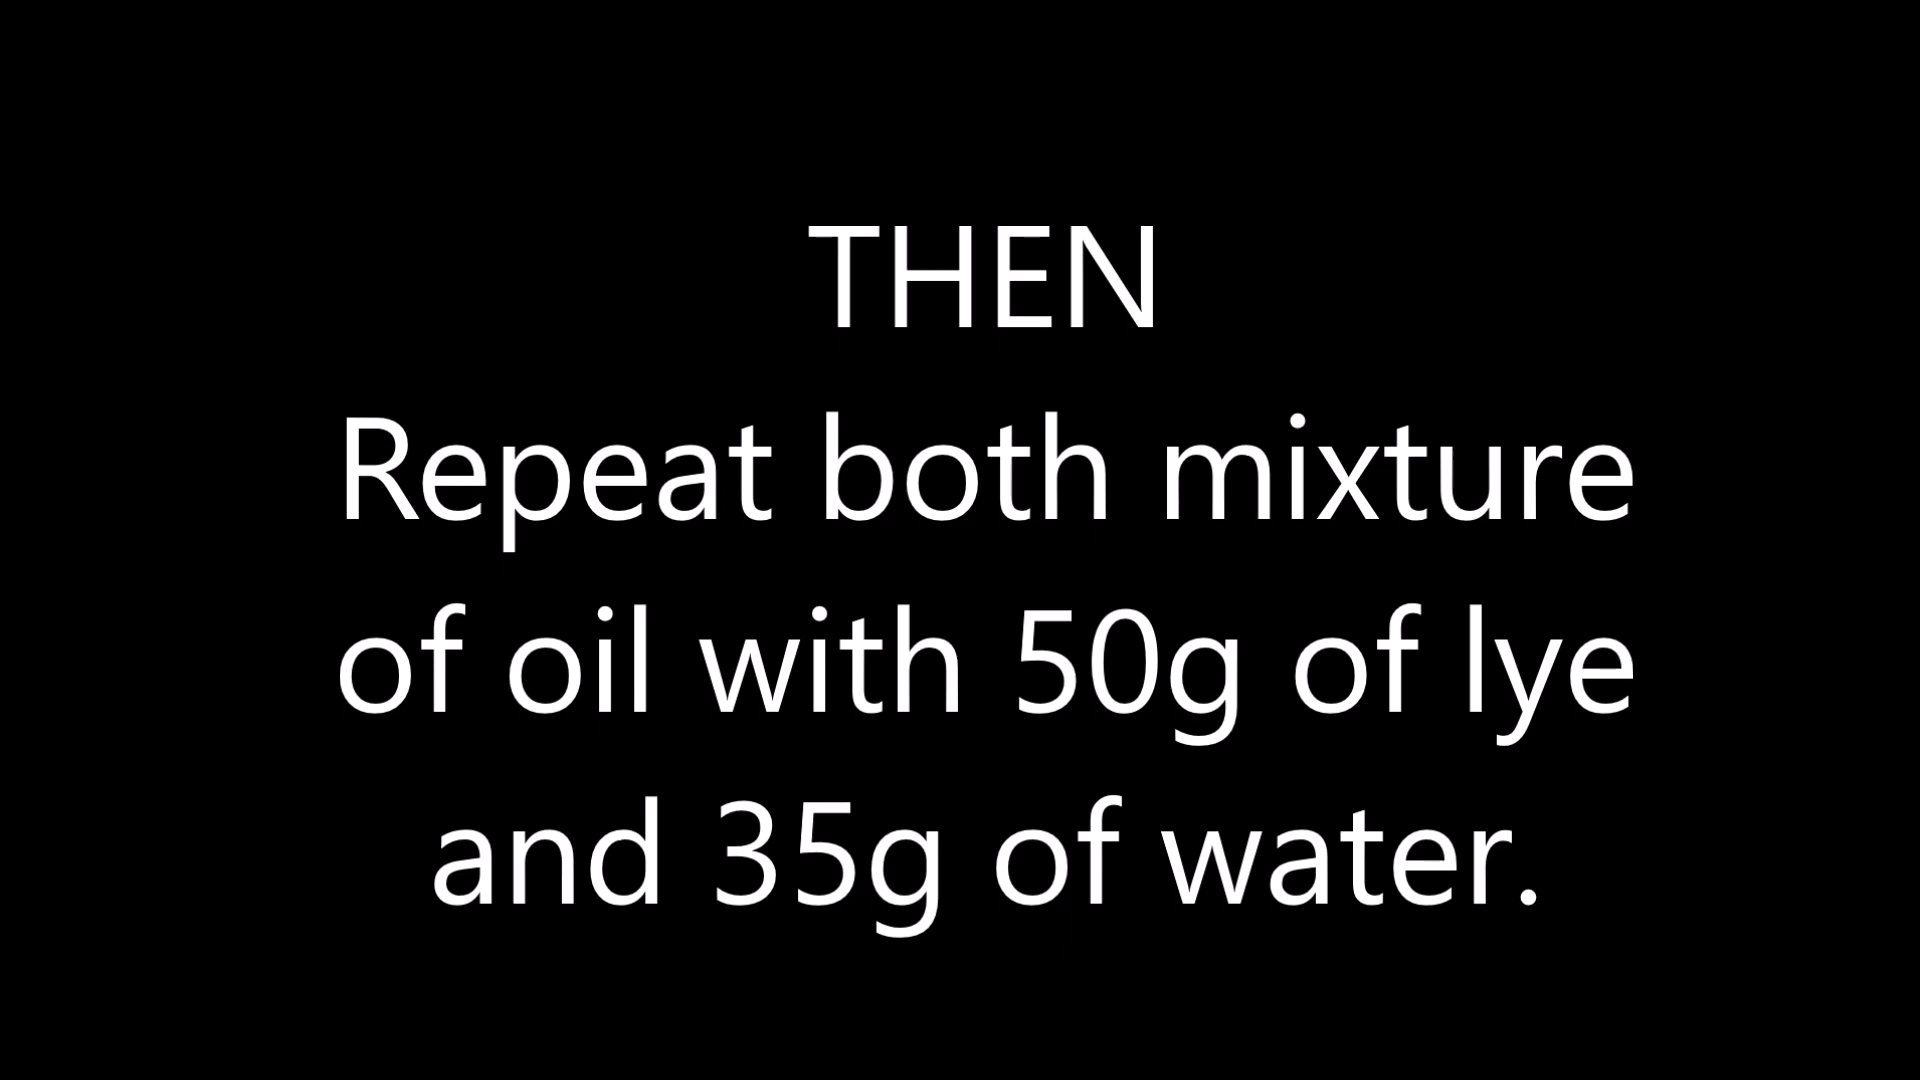 THEN
Repeat both mixture
of oil with 50g of lye
and 35g of water.